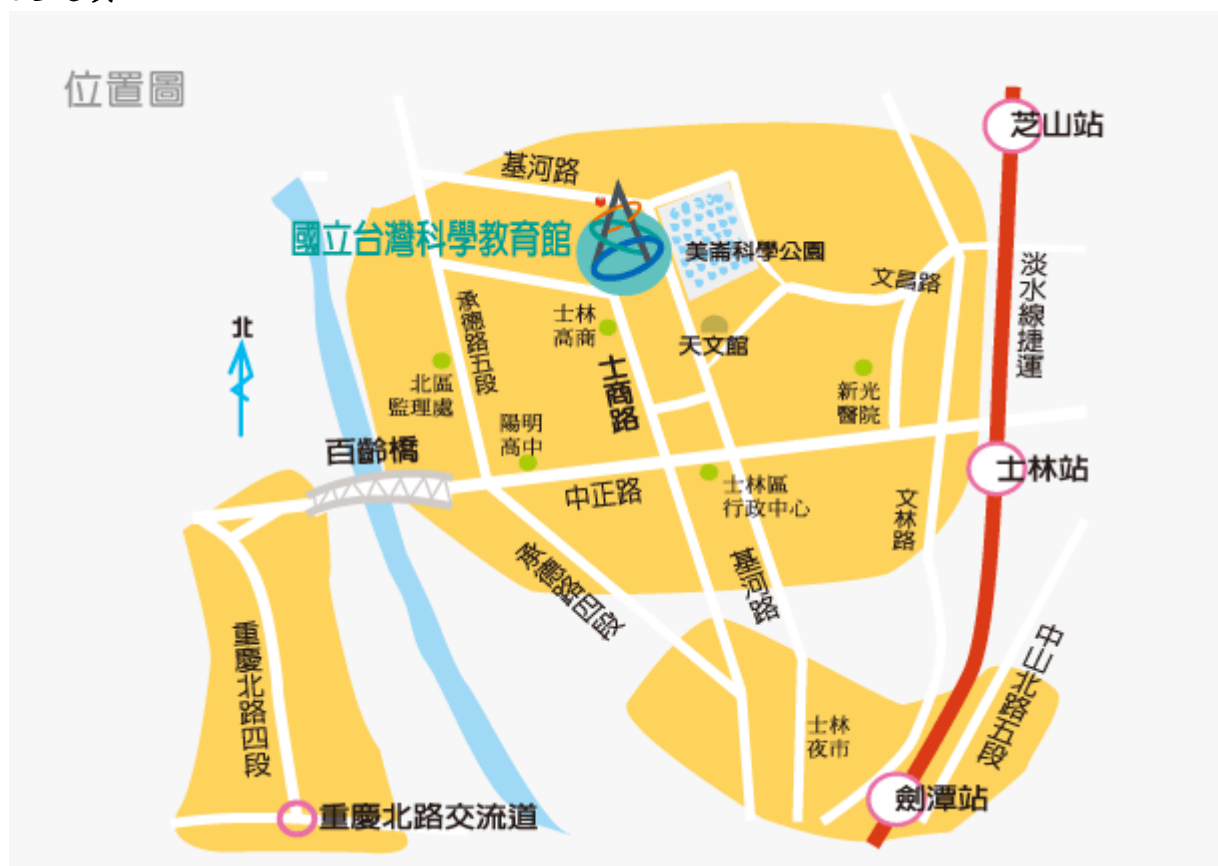 位置圖
芝山站
基河路
國立台灣科學教育館
美崙科學公園
文昌路
淡水線捷運
承德路五段
士林
高商
天文館
北
士商路
北區
監理處
新光
醫院
陽明
高中
百齡橋
士林站
中正路
士林區
行政中心
文林路
承德路四段
基河路
重慶北路四段
中山北路五段
士林
夜市
劍潭站
重慶北路交流道